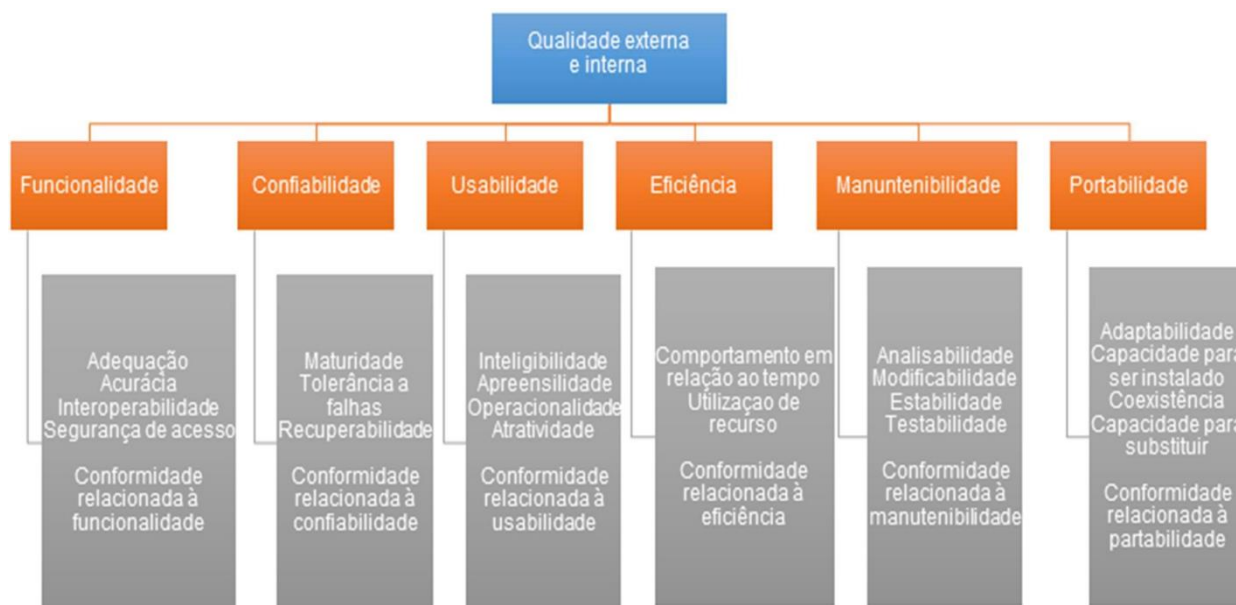 Qualidade externa
e interna
Funcionalidade
Confiabilidade
Usabilidade
Eficiência
Manuntenibilidade
Portabilidade
Adequação
Acurácia
Interoperabilidade
Segurança de acesso
Conformidade
relacionada à
funcionalidade
Maturidade
Tolerância a
falhas
Recuperabilidade
Conformidade
relacionada à
confiabilidade
Inteligibilidade
Apreensilidade
Operacionalidade
Atratividade
Conformidade
relacionada à
usabilidade
Comportamento em
relação ao tempo
Utilizaçao de
recurso
Conformidade
relacionada à
eficiência
Analisabilidade
Modificabilidade
Estabilidade
Testabilidade
Conformidade
relacionada à
manutenibilidade
Adaptabilidade
Capacidade para
ser instalado
Coexistência
Capacidade para
substituir
Conformidade
relacionada à
partabilidade